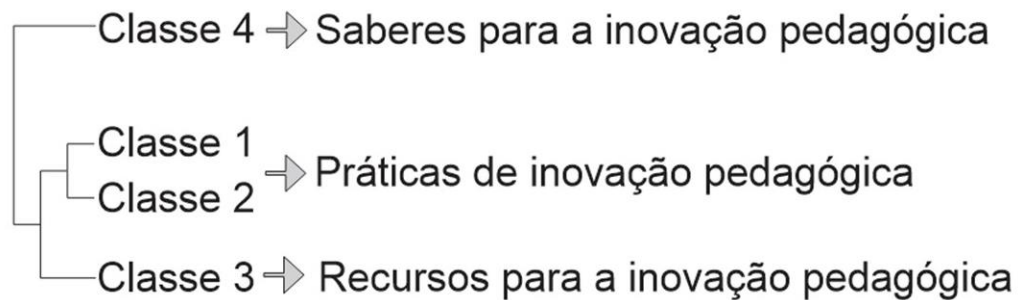 Classe 4 Saberes para a inovação pedagógica
Classe 1
Práticas de inovação pedagógica
Classe 2
Classe 3 Recursos para a inovação pedagógica